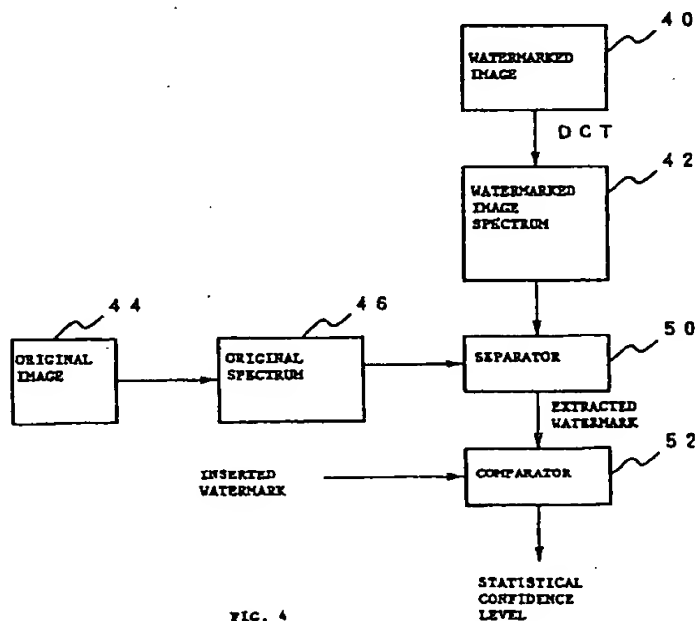 40
WATERMARKED
IMAGE
DCT
42
WATERMARKED
IMAGE
SPECTRUM
44
46
50
ORIGINAL
IMAGE
ORIGINAL
SPECTRUM
SEPARATOR
EXTRACTED
WATERMARK
52
INSERTED
WATERMARK
COMPARATOR
STATISTICAL
CONFIDENCE
LEVEL
FIG. 4